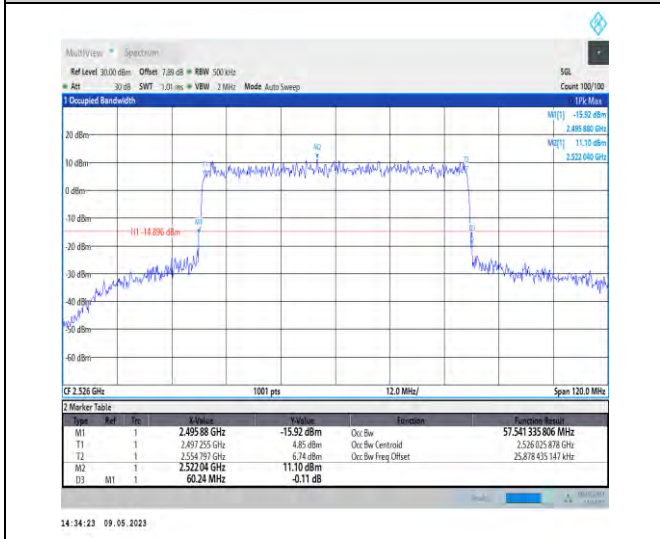 MultiView Spectrum
Ref Level 30.00 dBm Offset 7.89 dB RBW 500 kHz SGL
Att 30 dB SWT 1.01 ms VBW 2 MHz Mode Auto Sweep Count 100/100
1 Occupied Bandwidth 1Pk Max
M1[1] -15.92 dBm
2.495 880 GHz
M2[1] 11.10 dBm
2.522 040 GHz
20 dBm
M2
10 dBm
T1
T2
0 dBm
-10 dBm
M1
H1 -14.896 dBm
D3
-20 dBm
-30 dBm
-40 dBm
-50 dBm
-60 dBm
CF 2.526 GHz 1001 pts 12.0 MHz/ Span 120.0 MHz
2 Marker Table
Type Ref Trc X-Value Y-Value Function Function Result
M1 1 2.495 88 GHz -15.92 dBm Occ Bw 57.541 335 806 MHz
T1 1 2.497 255 GHz 4.85 dBm Occ Bw Centroid 2.526 025 878 GHz
T2 1 2.554 797 GHz 6.74 dBm Occ Bw Freq Offset 25.878 435 147 kHz
M2 1 2.522 04 GHz 11.10 dBm
D3 M1 1 60.24 MHz -0.11 dB
14:34:23 09.05.2023